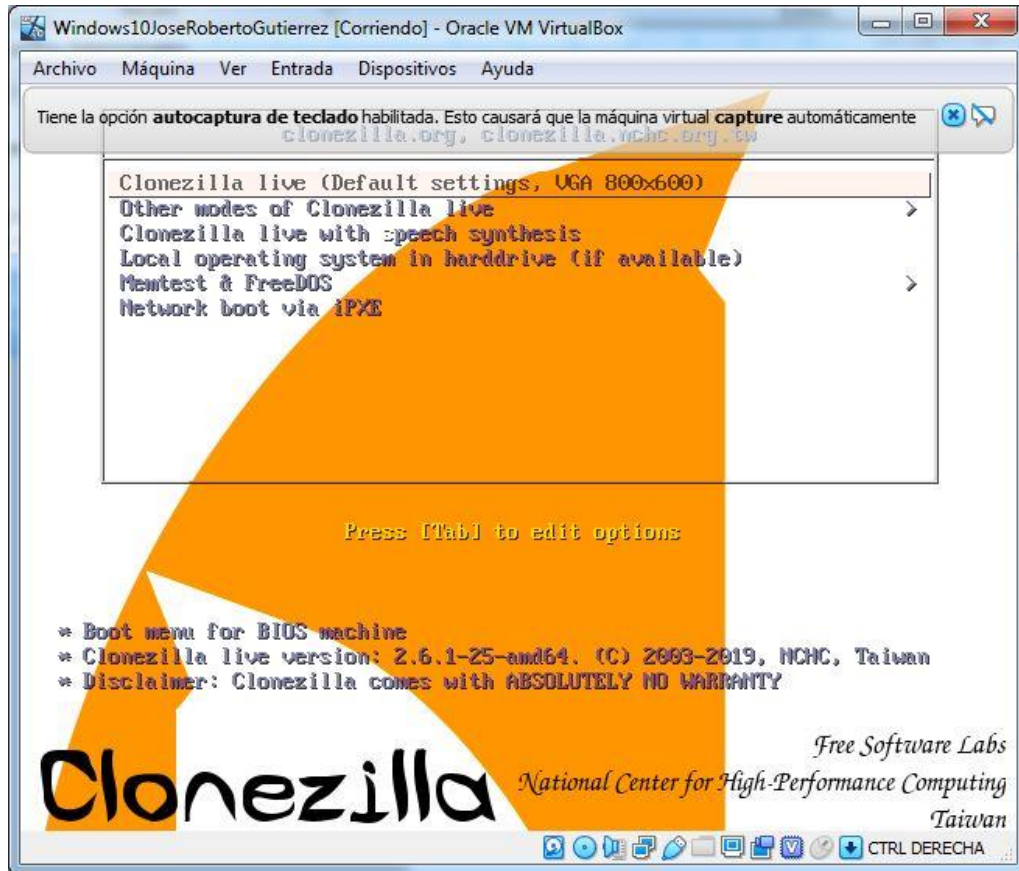 Windows10JoseRobertoGutierrez [Corriendo] - Oracle VM VirtualBox
Archivo Máquina Ver Entrada Dispositivos Ayuda
Tiene la opción autocaptura de teclado habilitada. Esto causará que la máquina virtual capture automáticamente
clonezilla.org, clonezilla.nchc.org.tw
Clonezilla live (Default settings, VGA 800x600)
Other modes of Clonezilla live >
Clonezilla live with speech synthesis
Local operating system in harddrive (if available)
Memtest & FreeDOS >
Network boot via iPXE
Press [Tab] to edit options
* Boot menu for BIOS machine
* Clonezilla live version: 2.6.1-25-amd64. (C) 2003-2019, NCHC, Taiwan
* Disclaimer: Clonezilla comes with ABSOLUTELY NO WARRANTY
Free Software Labs
Clonezilla National Center for High-Performance Computing
Taiwan
CTRL DERECHA